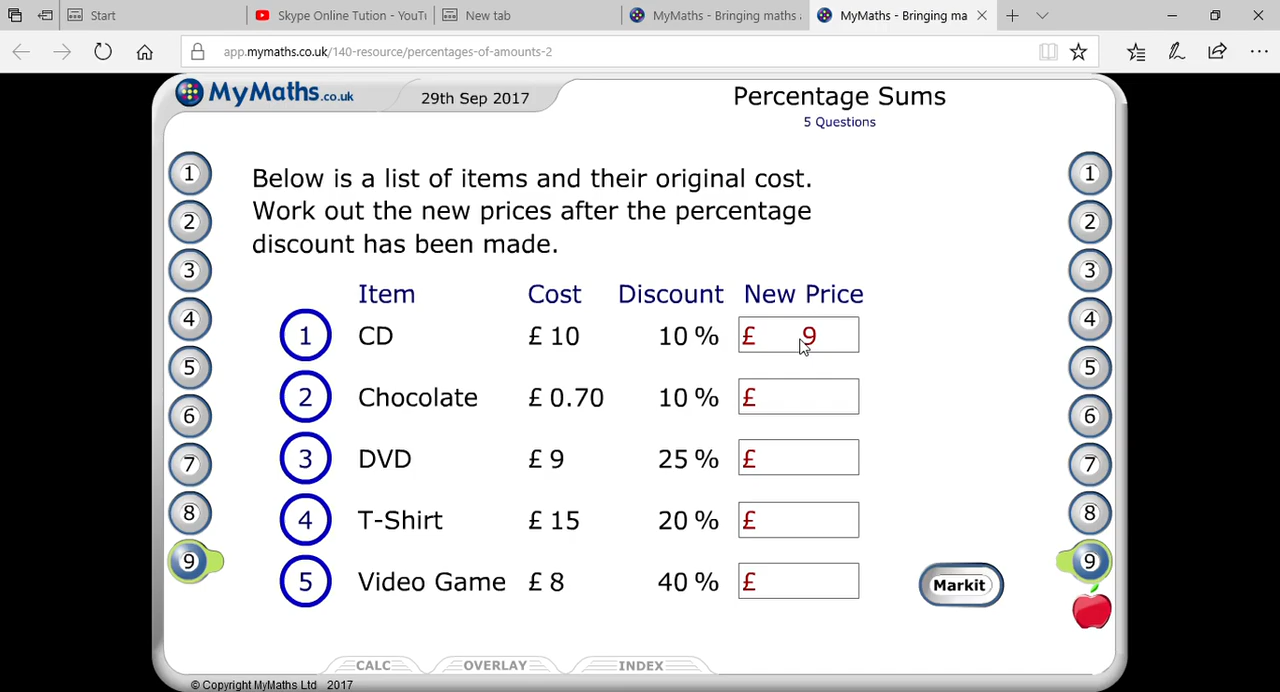 Start
Skype Online Tution - YouTu
New tab
MyMaths - Bringing maths a
MyMaths - Bringing ma
app.mymaths.co.uk/140-resource/percentages-of-amounts-2
MyMaths.co.uk
29th Sep 2017
Percentage Sums
5 Questions
Below is a list of items and their original cost.
Work out the new prices after the percentage
discount has been made.
Item Cost Discount New Price
1 CD £ 10 10 % £ 9
2 Chocolate £ 0.70 10 % £
3 DVD £ 9 25 % £
4 T-Shirt £ 15 20 % £
5 Video Game £ 8 40 % £
Markit
1
2
3
4
5
6
7
8
9
1
2
3
4
5
6
7
8
9
CALC OVERLAY INDEX
© Copyright MyMaths Ltd 2017